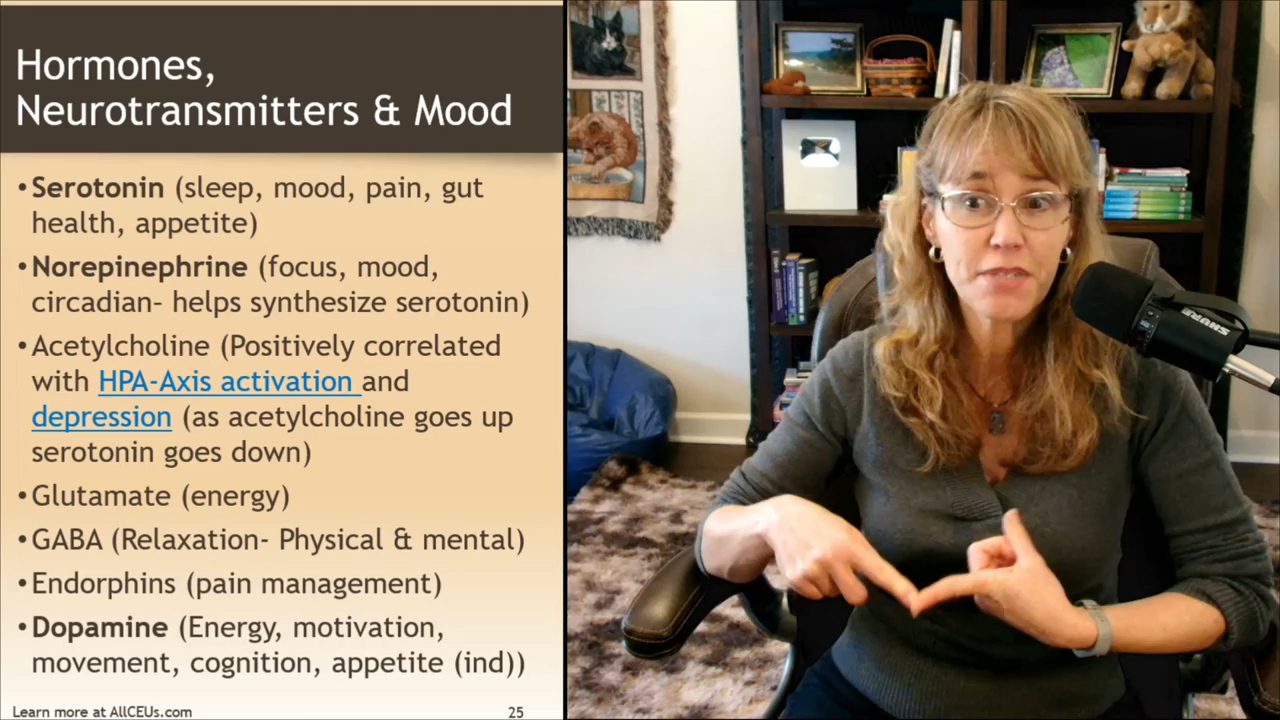 Hormones,
Neurotransmitters & Mood
•Serotonin (sleep, mood, pain, gut
health, appetite)
•Norepinephrine (focus, mood,
circadian– helps synthesize serotonin)
•Acetylcholine (Positively correlated
with HPA-Axis activation and
depression (as acetylcholine goes up
serotonin goes down)
•Glutamate (energy)
•GABA (Relaxation- Physical & mental)
•Endorphins (pain management)
•Dopamine (Energy, motivation,
movement, cognition, appetite (ind))
Learn more at AllCEUs.com
25
SHURE